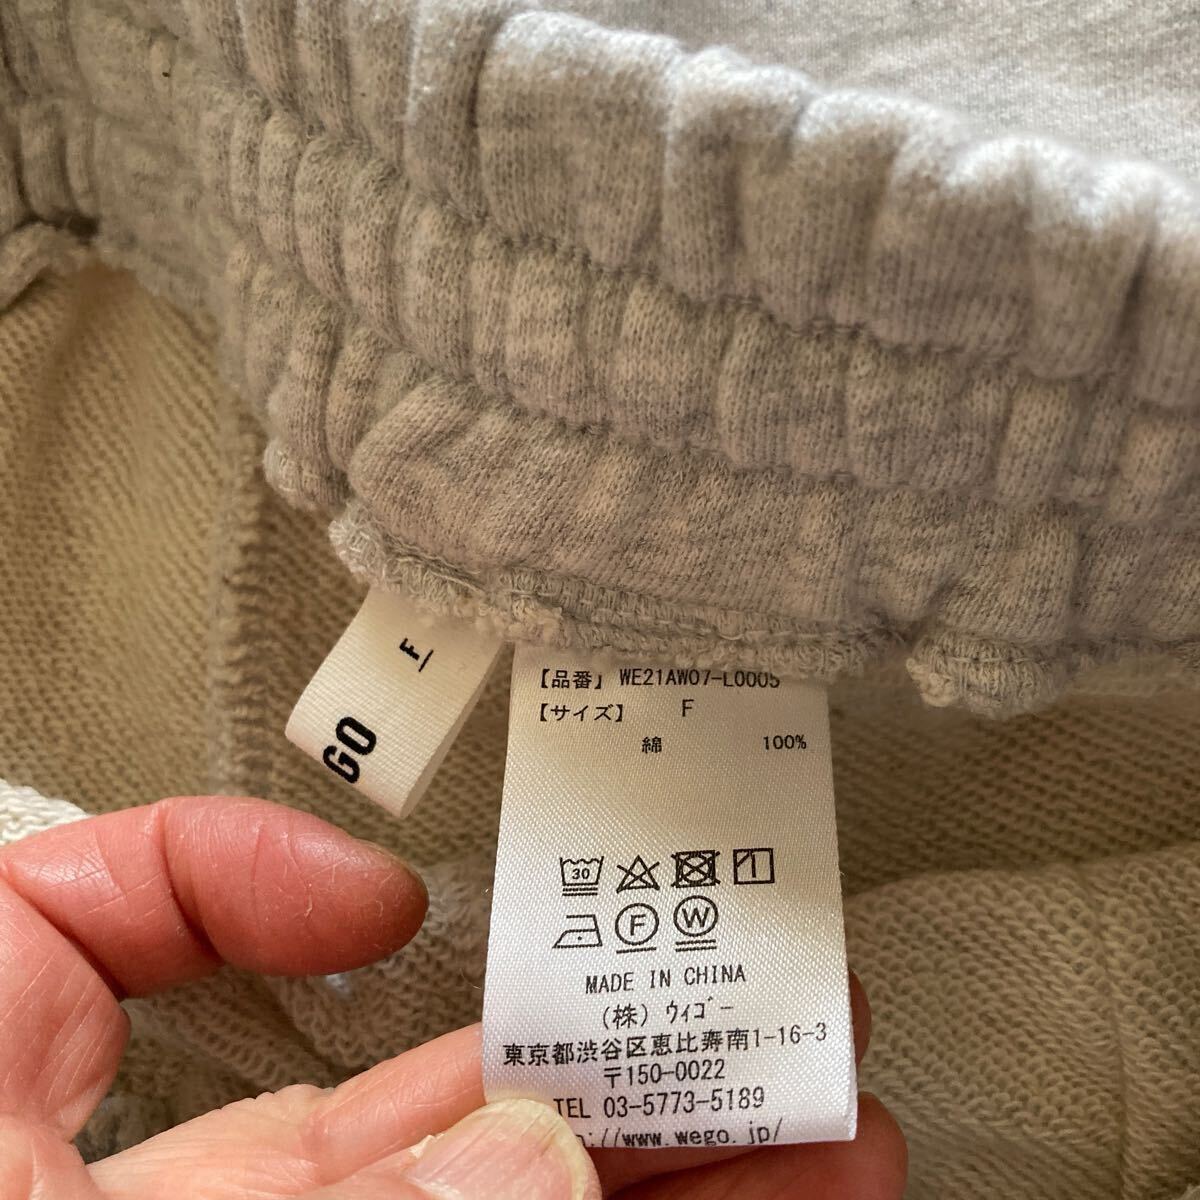 F
GO
【品番】 WE21AW07-L0005
【サイズ】 F
綿 100%
30
1
F
W
MADE IN CHINA
(株) ウィゴー
東京都渋谷区恵比寿南1-16-3
〒150-0022
TEL 03-5773-5189
://www.wego.jp/